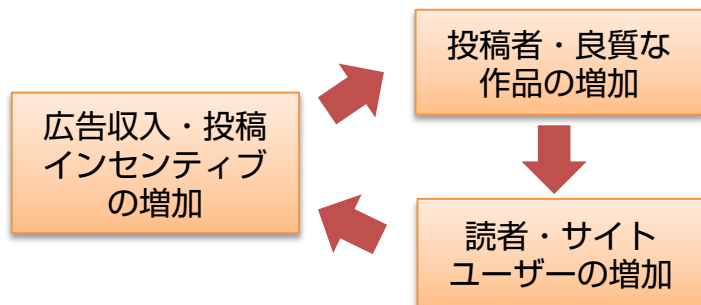 投稿者・良質な
作品の増加
広告収入・投稿
インセンティブ
の増加
読者・サイト
ユーザーの増加